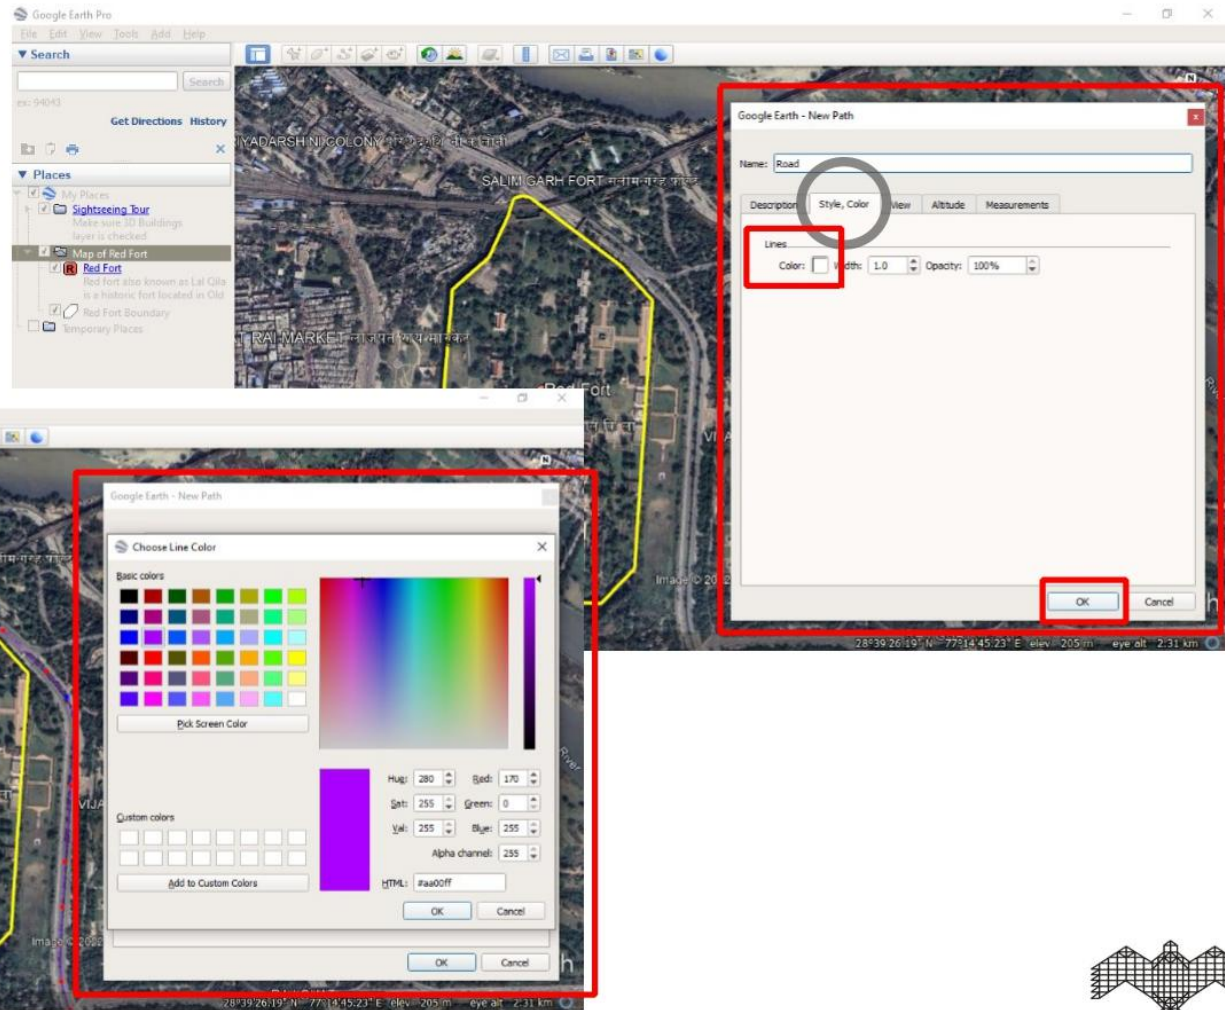 Google Earth Pro
File Edit View Tools Add Help
Search
Search
ex: 94043
Get Directions History
Places
My Places
Sightseeing Tour
Make sure 3D Buildings
layer is checked
Map of Red Fort
Red Fort
Red fort also known as Lal Qila
is a historic fort located in Old
Red Fort Boundary
Temporary Places
SALIM GARH FORT
Red Fort
Google Earth - New Path
Name: Road
Description Style, Color View Altitude Measurements
Lines
Color: Width: 1.0 Opacity: 100%
OK Cancel
28°39'26.19" N 77°14'45.23" E elev 205 m eye alt 2.31 km
Google Earth - New Path
Choose Line Color
Basic colors
Pick Screen Color
Custom colors
Add to Custom Colors
Hue: 280 Red: 170
Sat: 255 Green: 0
Val: 255 Blue: 255
Alpha channel: 255
HTML: #aa00ff
OK Cancel
OK Cancel
River
28°39'26.19" N 77°14'45.23" E elev 205 m eye alt 2.31 km